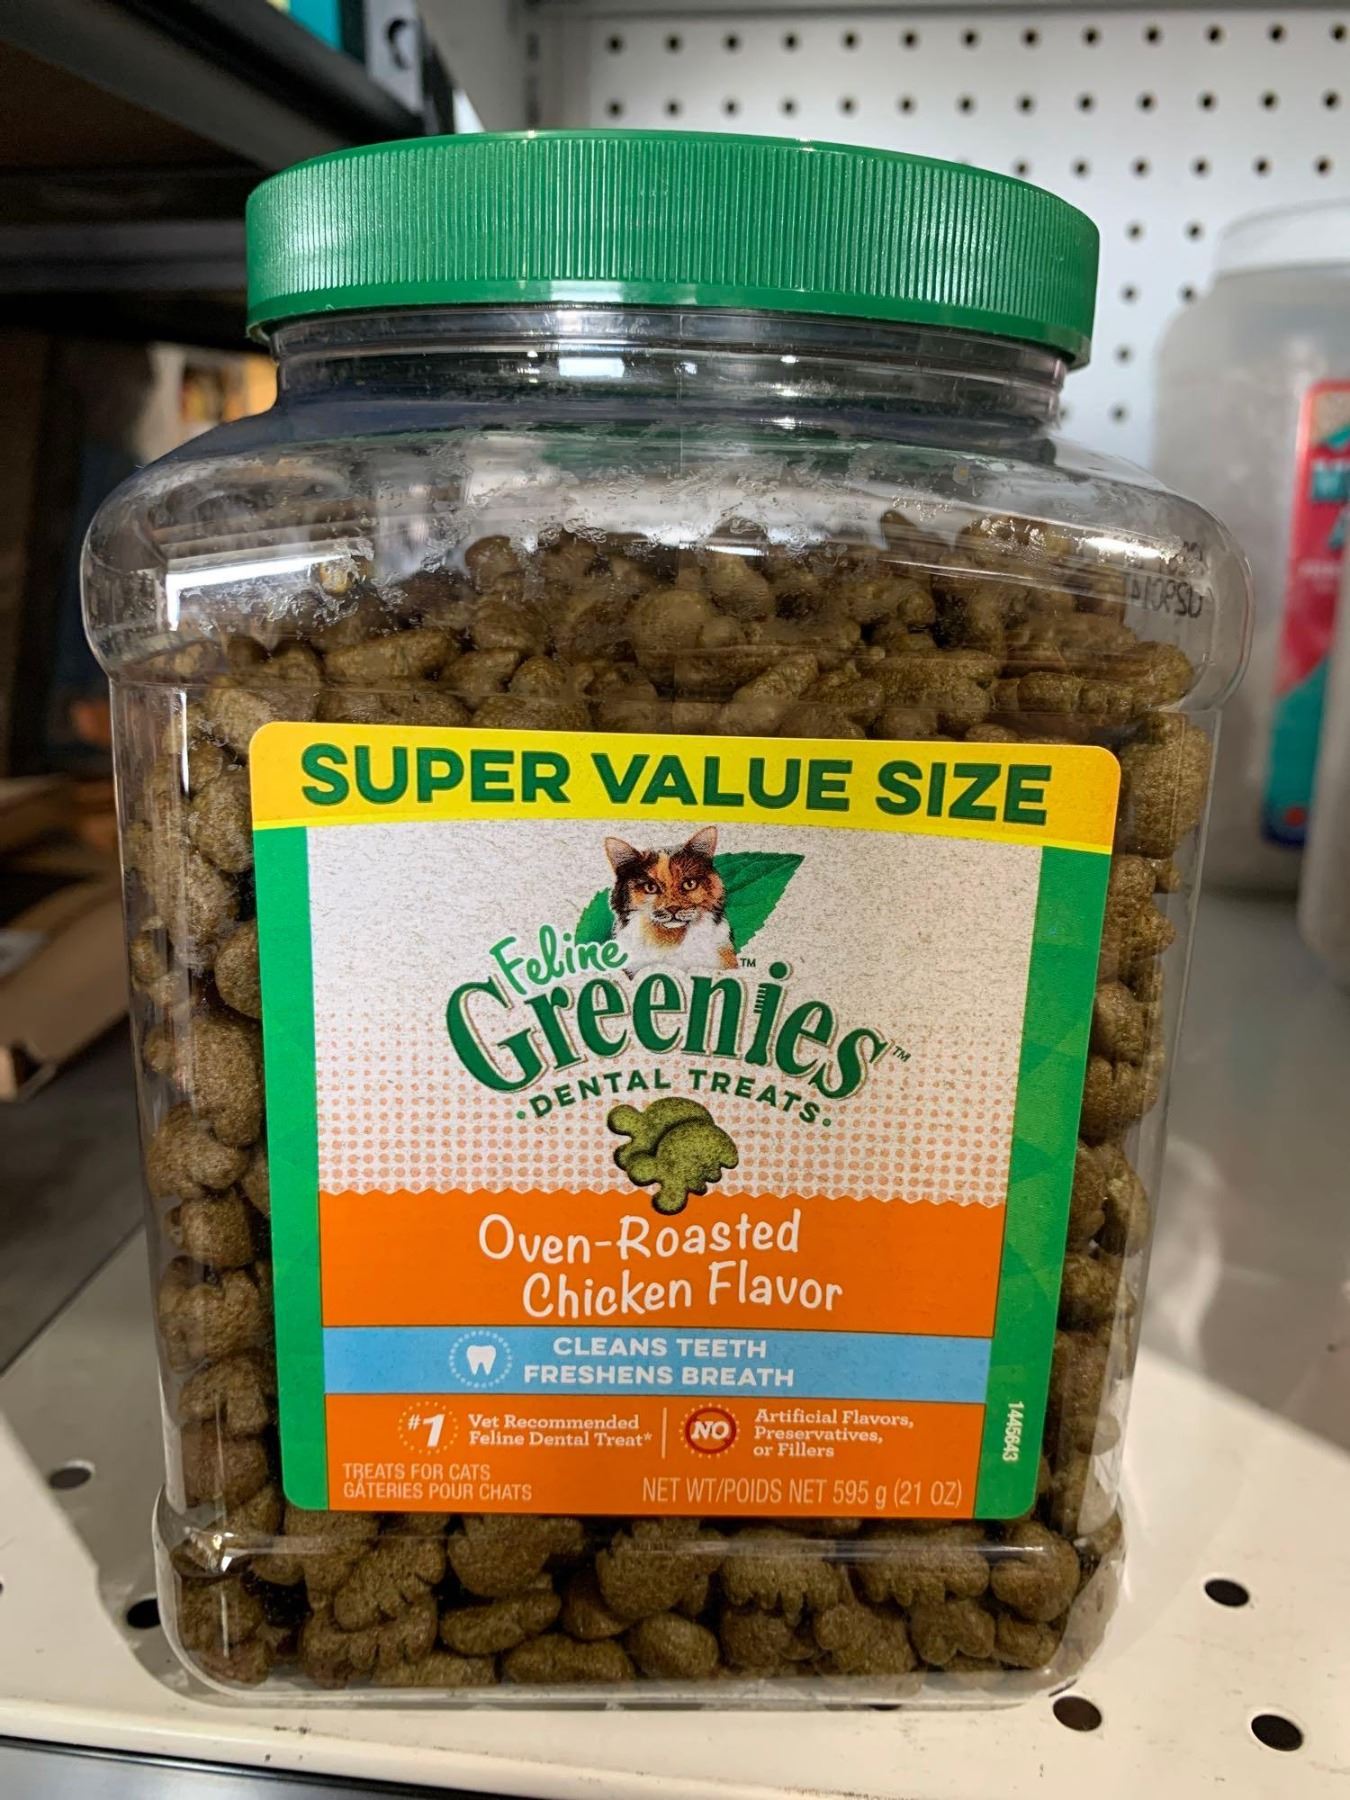 SUPER VALUE SIZE
Feline
Greenies™
DENTAL TREATS
Oven-Roasted
Chicken Flavor
CLEANS TEETH
FRESHENS BREATH
#1 Vet Recommended
Feline Dental Treat*
NO Artificial Flavors,
Preservatives,
or Fillers
TREATS FOR CATS
GÂTERIES POUR CHATS
NET WT/POIDS NET 595 g (21 OZ)
1445643